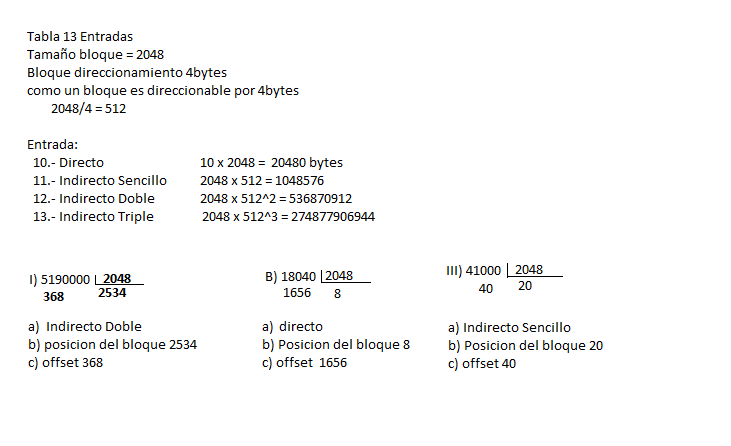 Tabla 13 Entradas
Tamaño bloque = 2048
Bloque direccionamiento 4bytes
como un bloque es direccionable por 4bytes
2048/4 = 512
Entrada:
10.- Directo 10 x 2048 = 20480 bytes
11.- Indirecto Sencillo 2048 x 512 = 1048576
12.- Indirecto Doble 2048 x 512^2 = 536870912
13.- Indirecto Triple 2048 x 512^3 = 274877906944
I) 5190000 2048
368 2534
a) Indirecto Doble
b) posicion del bloque 2534
c) offset 368
B) 18040 2048
1656 8
a) directo
b) Posicion del bloque 8
c) offset 1656
III) 41000 2048
40 20
a) Indirecto Sencillo
b) Posicion del bloque 20
c) offset 40